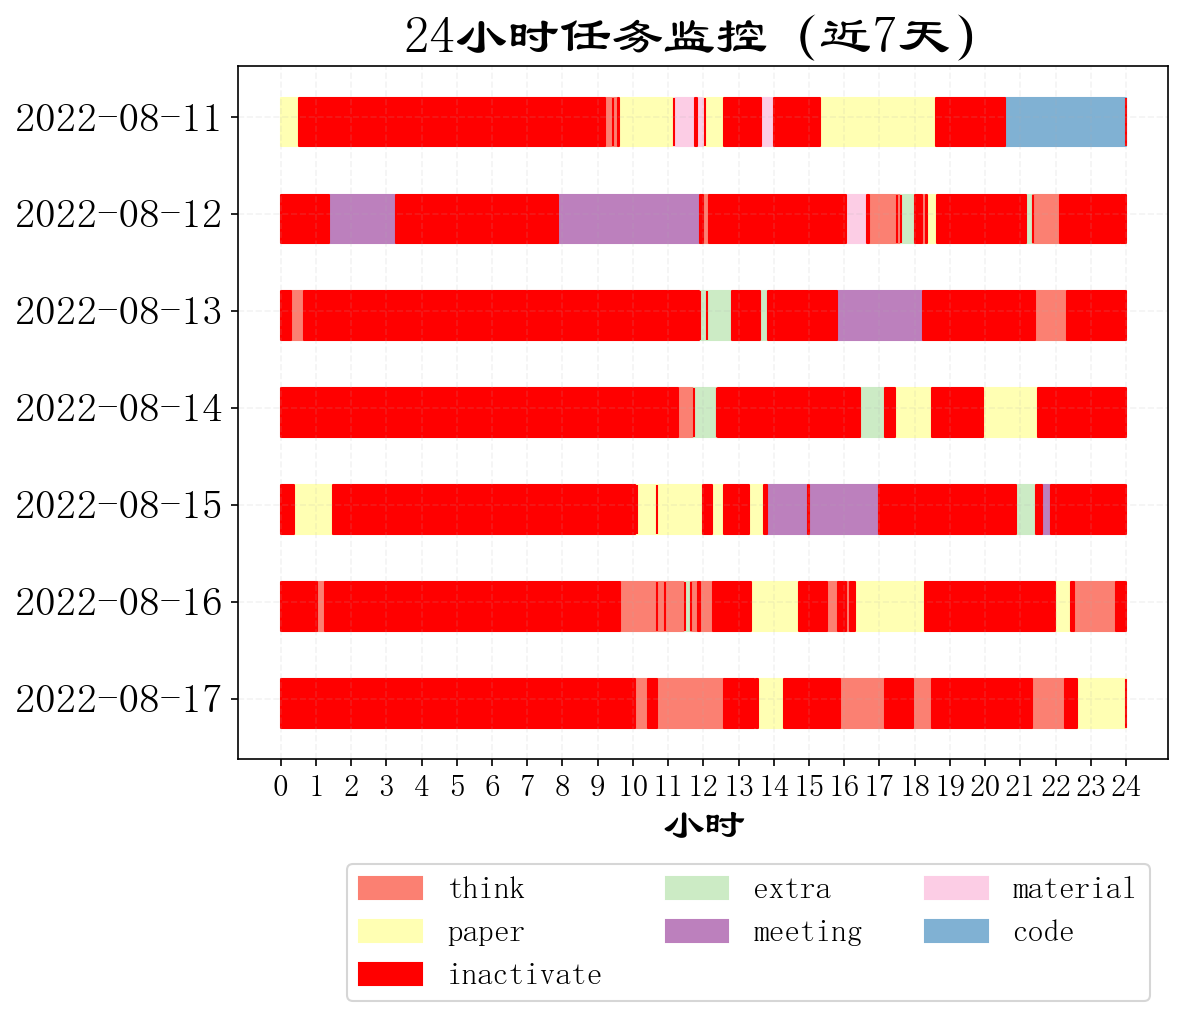 24小时任务监控 (近7天)
2022-08-11
2022-08-12
2022-08-13
2022-08-14
2022-08-15
2022-08-16
2022-08-17
0 1 2 3 4 5 6 7 8 9 10 11 12 13 14 15 16 17 18 19 20 21 22 23 24
小时
think extra material
paper meeting code
inactivate